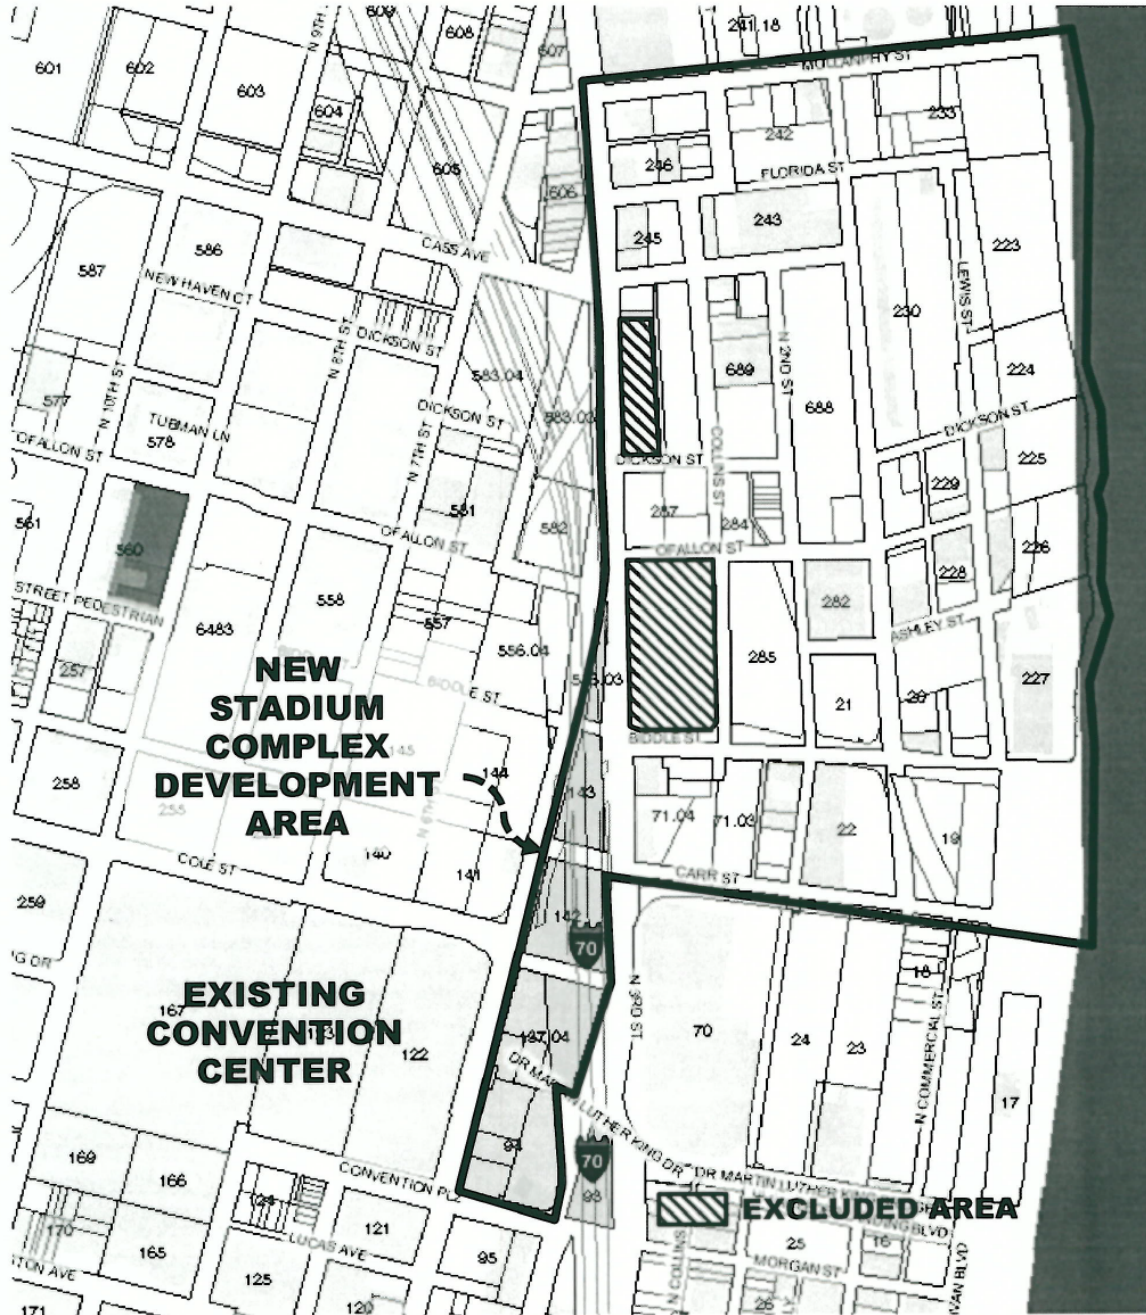 609
608
607
241.18
601
602
N 9TH ST
603
604
MULLANPHY ST
233
242
246
605
606
FLORIDA ST
243
245
223
CASS AVE
586
587
NEW HAVEN CT
LEWIS ST
230
DICKSON ST
N 8TH ST
N 2ND ST
689
583.04
224
688
577
N 10TH ST
DICKSON ST
583.03
DICKSON ST
TUBMAN LN
578
OFALLON ST
N 7TH ST
DICKSON ST
COLLINS ST
225
229
581
287
284
561
582
560
OFALLON ST
OFALLON ST
226
228
STREET PEDESTRIAN
558
282
557
6483
ASHLEY ST
556.04
285
257
BIDDLE ST
227
NEW
STADIUM
COMPLEX
DEVELOPMENT
AREA
21
26
BIDDLE ST
145
144
258
255
143
N 6TH ST
71.04
71.03
22
19
140
COLE ST
141
CARR ST
259
142
70
18
NG DR
EXISTING
CONVENTION
CENTER
167
122
N 3RD ST
137.04
70
24
23
N COMMERCIAL ST
DR MARTIN LUTHER KING DR
17
94
169
166
CONVENTION PLZ
70
DR MARTIN LUTHER KING
93
EXCLUDED AREA
124
121
170
165
LUCAS AVE
95
25
16
MORGAN ST
125
N COLLINS
120
26
171